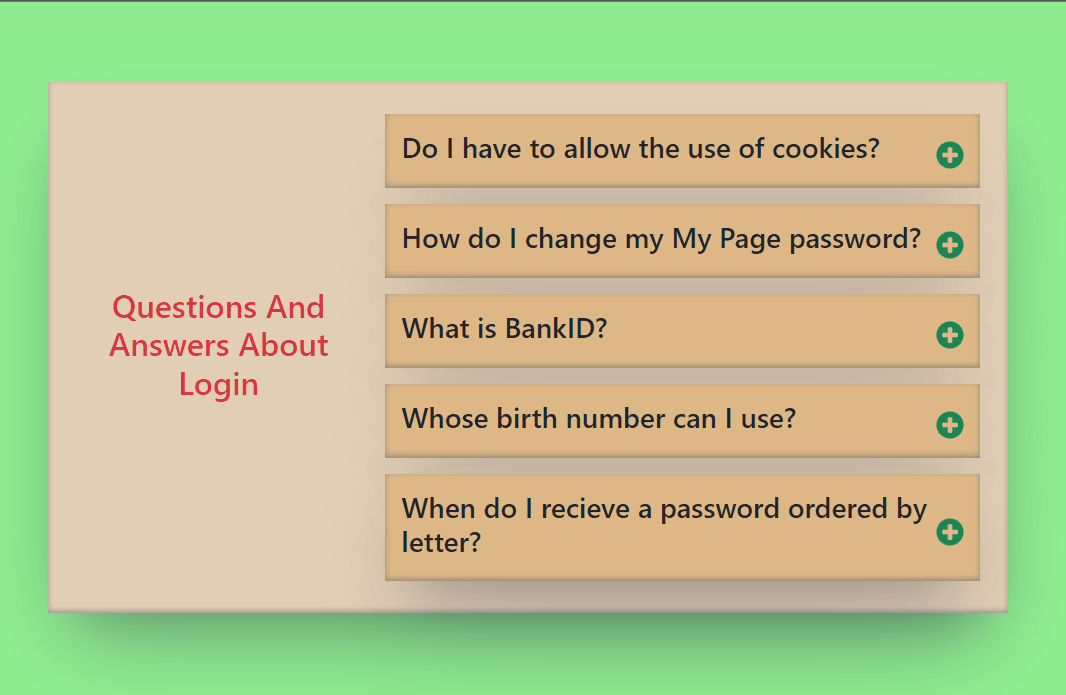 Questions And
Answers About
Login
Do I have to allow the use of cookies?
How do I change my My Page password?
What is BankID?
Whose birth number can I use?
When do I recieve a password ordered by
letter?